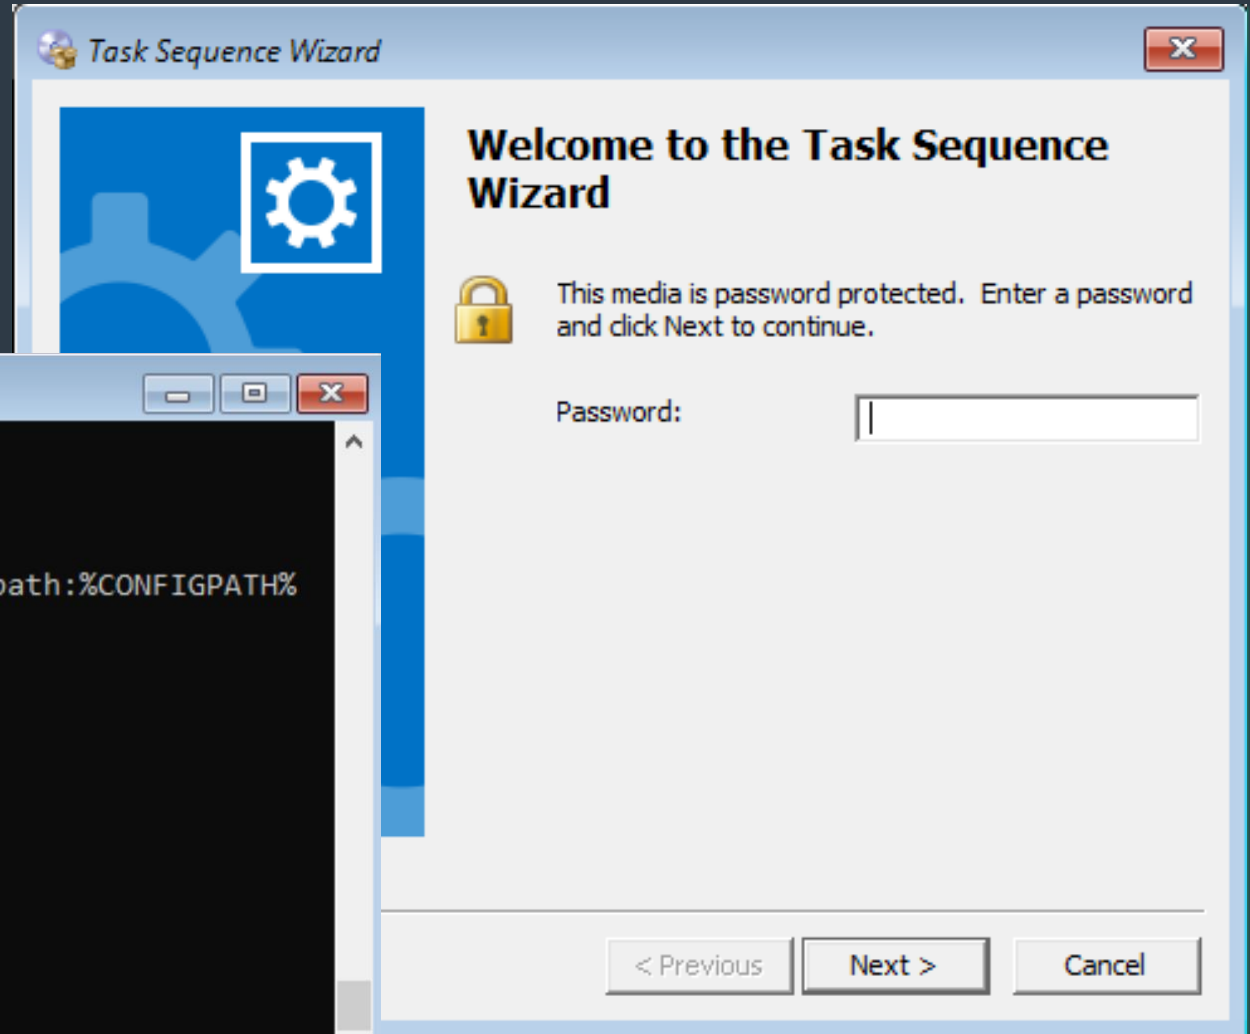 Task Sequence Wizard
Welcome to the Task Sequence
Wizard
This media is password protected. Enter a password
and click Next to continue.
Password:
path:%CONFIGPATH%
< Previous
Next >
Cancel